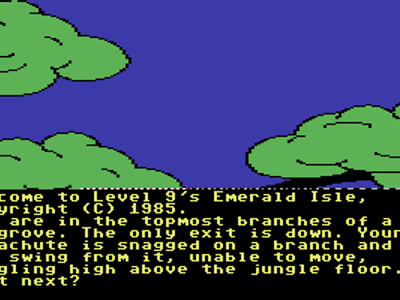 come to Level 9's Emerald Isle,
yright (C) 1985.
are in the topmost branches of a
grove. The only exit is down. Your
achute is snagged on a branch and
swing from it, unable to move,
gling high above the jungle floor.
t next?